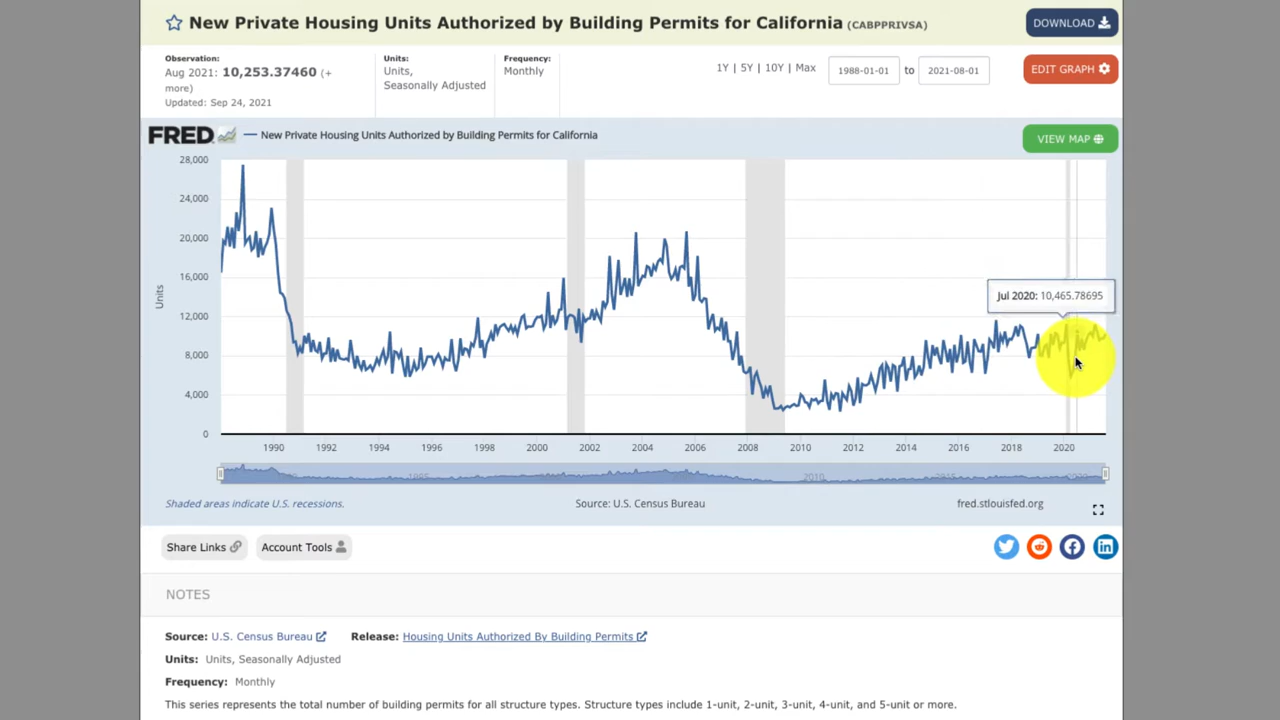 New Private Housing Units Authorized by Building Permits for California (CABPPRIVSA)
DOWNLOAD
Observation:
Aug 2021: 10,253.37460 (+
more)
Updated: Sep 24, 2021
Units:
Units,
Seasonally Adjusted
Frequency:
Monthly
1Y | 5Y | 10Y | Max
1988-01-01 to 2021-08-01
EDIT GRAPH
FRED
New Private Housing Units Authorized by Building Permits for California
VIEW MAP
28,000
24,000
20,000
16,000
12,000
8,000
4,000
0
Units
Jul 2020: 10,465.78695
1990 1992 1994 1996 1998 2000 2002 2004 2006 2008 2010 2012 2014 2016 2018 2020
1995 2010 2015 2020
Shaded areas indicate U.S. recessions.
Source: U.S. Census Bureau
fred.stlouisfed.org
Share Links
Account Tools
NOTES
Source: U.S. Census Bureau Release: Housing Units Authorized By Building Permits
Units: Units, Seasonally Adjusted
Frequency: Monthly
This series represents the total number of building permits for all structure types. Structure types include 1-unit, 2-unit, 3-unit, 4-unit, and 5-unit or more.